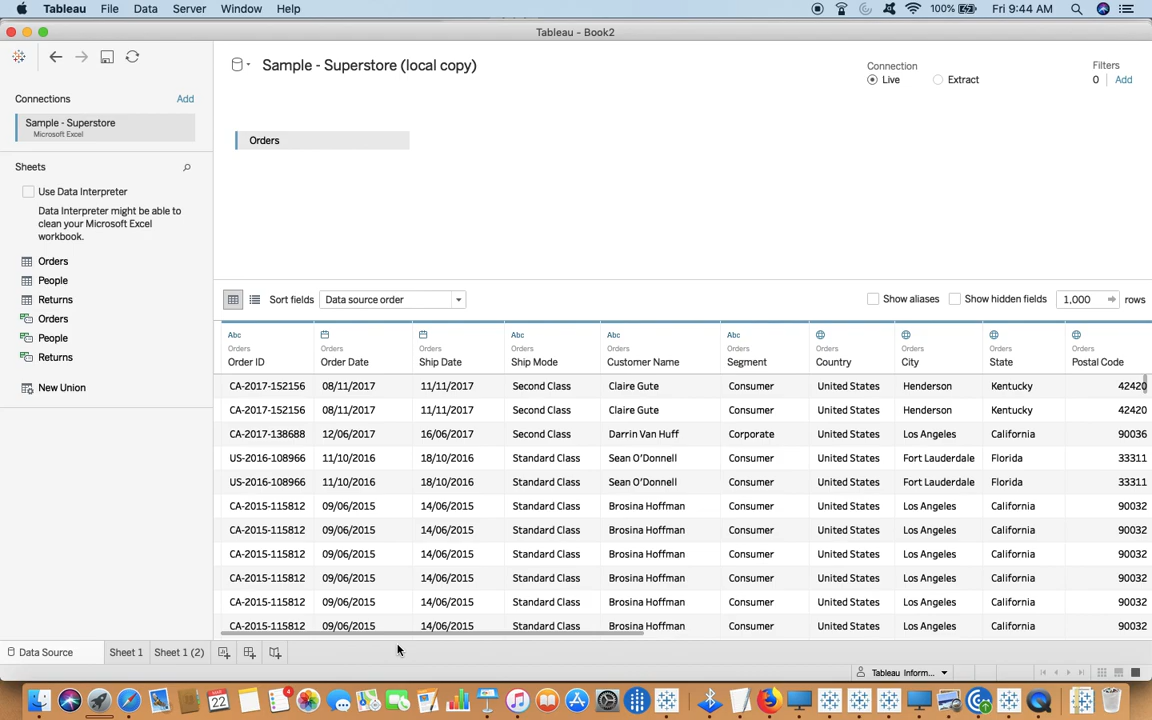 Tableau File Data Server Window Help 100% Fri 9:44 AM
Tableau - Book2
Sample - Superstore (local copy)
Connection
Live Extract
Filters
0 Add
Connections Add
Sample - Superstore
Microsoft Excel
Sheets
Use Data Interpreter
Data Interpreter might be able to
clean your Microsoft Excel
workbook.
Orders
People
Returns
Orders
People
Returns
New Union
Orders
Sort fields Data source order Show aliases Show hidden fields 1,000 rows
Abc Abc Abc Abc
Orders Orders Orders Orders Orders Orders Orders Orders Orders Orders
Order ID Order Date Ship Date Ship Mode Customer Name Segment Country City State Postal Code
CA-2017-152156 08/11/2017 11/11/2017 Second Class Claire Gute Consumer United States Henderson Kentucky 42420
CA-2017-152156 08/11/2017 11/11/2017 Second Class Claire Gute Consumer United States Henderson Kentucky 42420
CA-2017-138688 12/06/2017 16/06/2017 Second Class Darrin Van Huff Corporate United States Los Angeles California 90036
US-2016-108966 11/10/2016 18/10/2016 Standard Class Sean O'Donnell Consumer United States Fort Lauderdale Florida 33311
US-2016-108966 11/10/2016 18/10/2016 Standard Class Sean O'Donnell Consumer United States Fort Lauderdale Florida 33311
CA-2015-115812 09/06/2015 14/06/2015 Standard Class Brosina Hoffman Consumer United States Los Angeles California 90032
CA-2015-115812 09/06/2015 14/06/2015 Standard Class Brosina Hoffman Consumer United States Los Angeles California 90032
CA-2015-115812 09/06/2015 14/06/2015 Standard Class Brosina Hoffman Consumer United States Los Angeles California 90032
CA-2015-115812 09/06/2015 14/06/2015 Standard Class Brosina Hoffman Consumer United States Los Angeles California 90032
CA-2015-115812 09/06/2015 14/06/2015 Standard Class Brosina Hoffman Consumer United States Los Angeles California 90032
CA-2015-115812 09/06/2015 14/06/2015 Standard Class Brosina Hoffman Consumer United States Los Angeles California 90032
Data Source Sheet 1 Sheet 1 (2)
Tableau Inform...
22 4